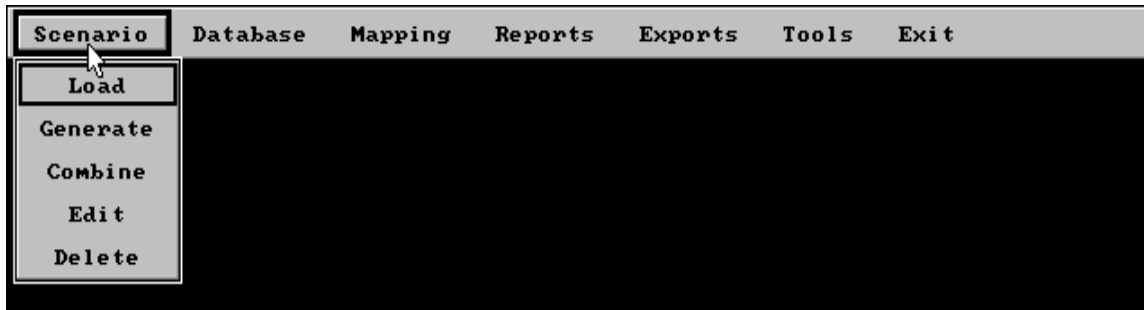 Scenario Database Mapping Reports Exports Tools Exit
Load
Generate
Combine
Edit
Delete